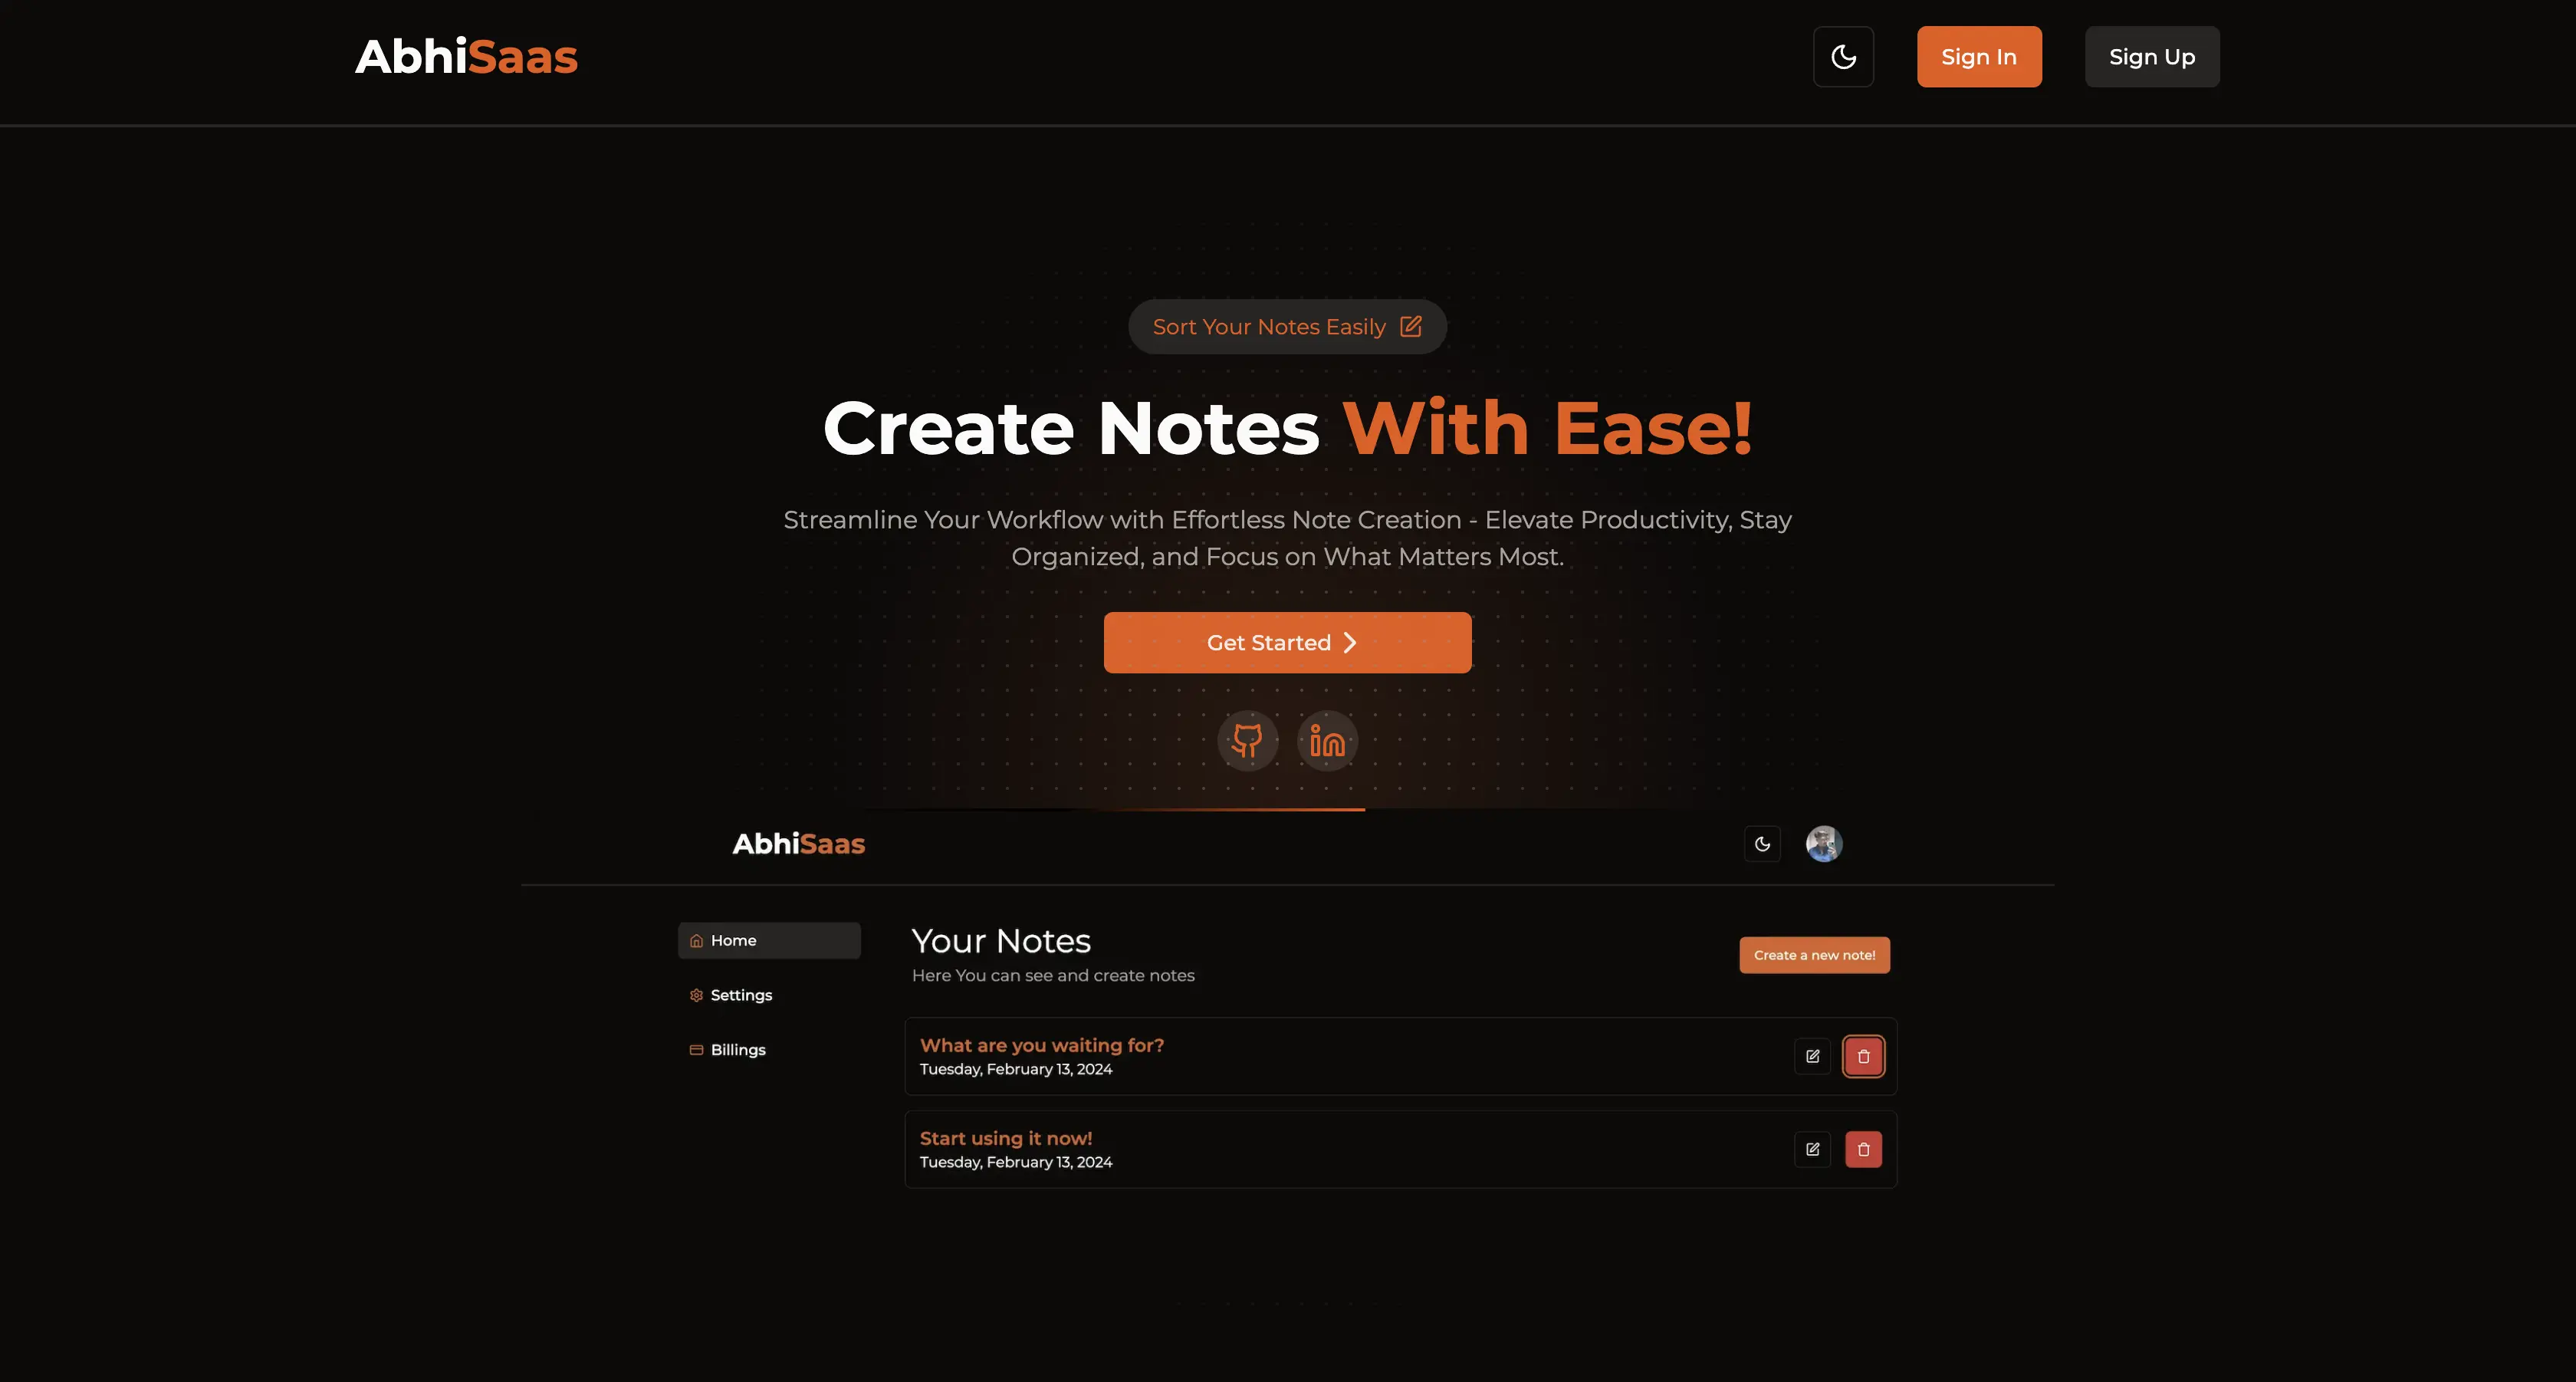 AbhiSaas
Sign In
Sign Up
Sort Your Notes Easily
Create Notes With Ease!
Streamline Your Workflow with Effortless Note Creation - Elevate Productivity, Stay
Organized, and Focus on What Matters Most.
Get Started
AbhiSaas
Home
Settings
Billings
Your Notes
Here You can see and create notes
Create a new note!
What are you waiting for?
Tuesday, February 13, 2024
Start using it now!
Tuesday, February 13, 2024